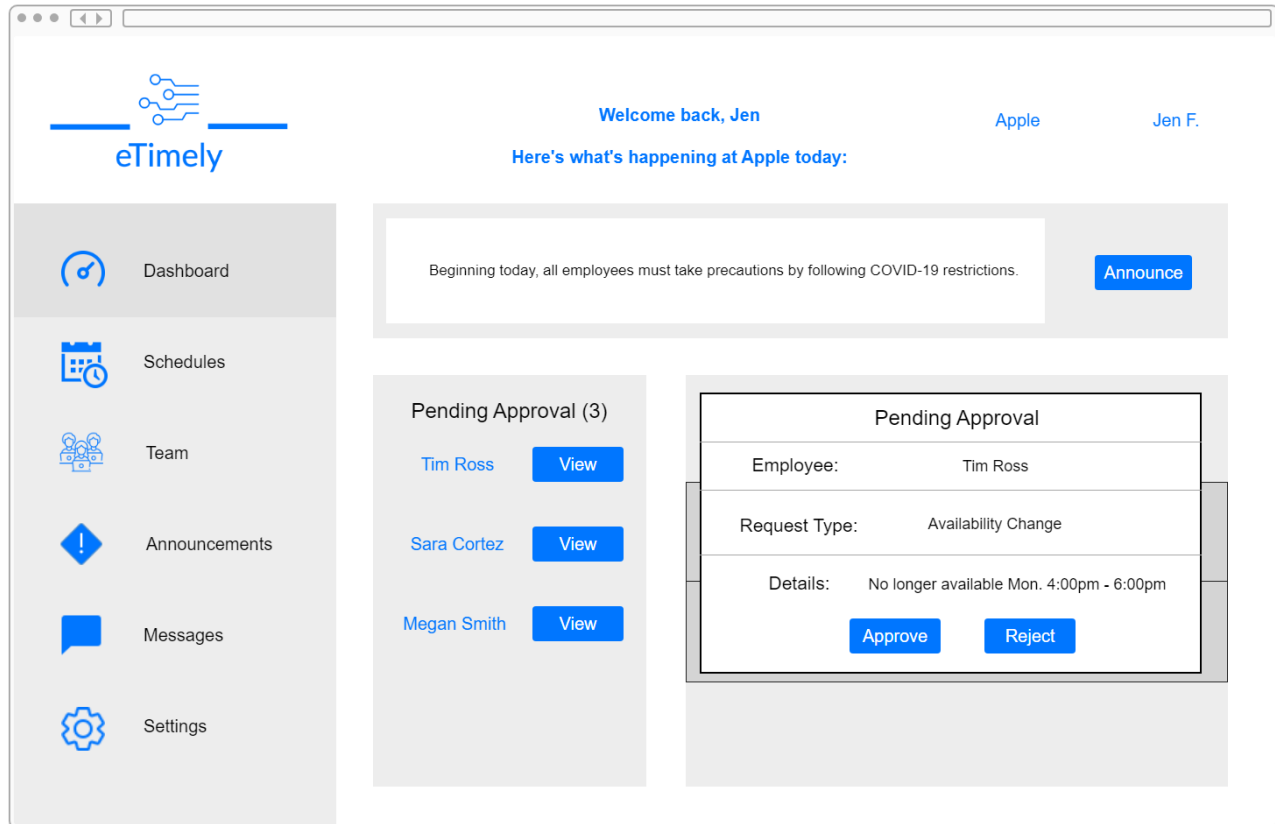 eTimely
Welcome back, Jen
Here's what's happening at Apple today:
Apple
Jen F.
Dashboard
Schedules
Team
Announcements
Messages
Settings
Beginning today, all employees must take precautions by following COVID-19 restrictions.
Announce
Pending Approval (3)
Tim Ross View
Sara Cortez View
Megan Smith View
Pending Approval
Employee: Tim Ross
Request Type: Availability Change
Details: No longer available Mon. 4:00pm - 6:00pm
Approve Reject